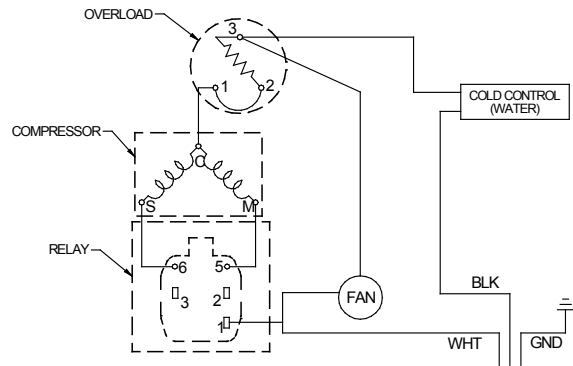 OVERLOAD
3
1
2
COLD CONTROL
(WATER)
COMPRESSOR
C
S
M
RELAY
6
5
3
2
1
FAN
BLK
WHT
GND